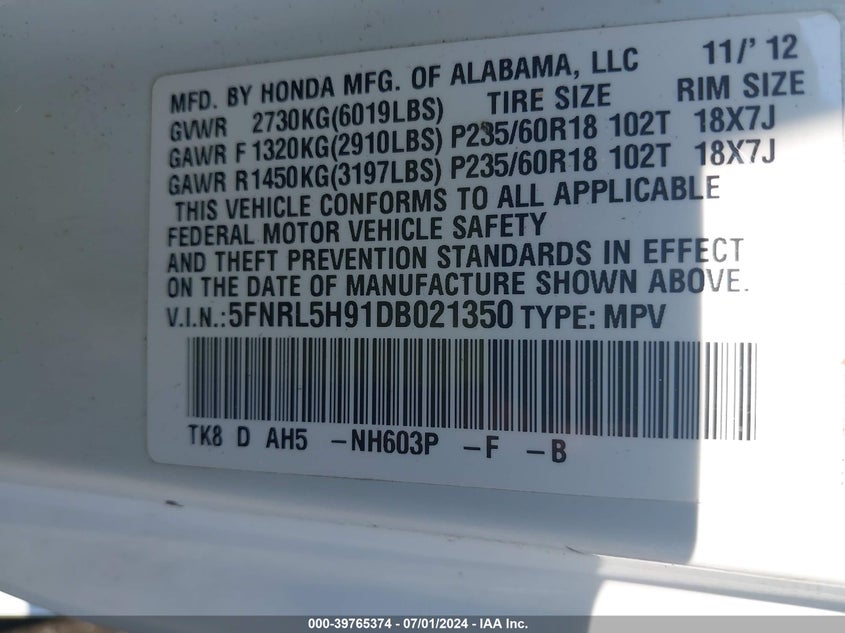 MFD. BY HONDA MFG. OF ALABAMA, LLC 11/' 12
GVWR 2730KG(6019LBS) TIRE SIZE RIM SIZE
GAWR F1320KG(2910LBS) P235/60R18 102T 18X7J
GAWR R1450KG(3197LBS) P235/60R18 102T 18X7J
THIS VEHICLE CONFORMS TO ALL APPLICABLE
FEDERAL MOTOR VEHICLE SAFETY
AND THEFT PREVENTION STANDARDS IN EFFECT
ON THE DATE OF MANUFACTURE SHOWN ABOVE.
V.I.N.:5FNRL5H91DB021350 TYPE: MPV
TK8 D AH5 -NH603P -F -B
000-39765374 - 07/01/2024 - IAA Inc.